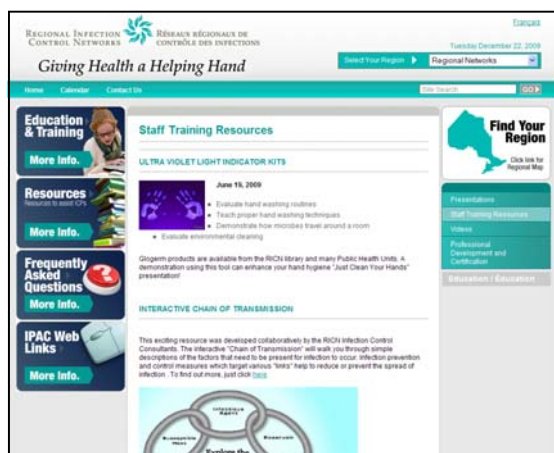 REGIONAL INFECTION
CONTROL NETWORKS
RÉSEAUX RÉGIONAUX DE
CONTRÔLE DES INFECTIONS
Français
Tuesday December 22, 2009
Giving Health a Helping Hand
Select Your Region
Regional Networks
Home Calendar Contact Us
Site Search
GO
Education
& Training
More Info.
Resources
Resources to assist ICPs
More Info.
Frequently
Asked
Questions
More Info.
IPAC Web
Links
More Info.
Staff Training Resources
ULTRA VIOLET LIGHT INDICATOR KITS
June 15, 2009
Evaluate hand washing routines
Teach proper hand washing techniques
Demonstrate how microbes travel around a room
Evaluate environmental cleaning
Glogerm products are available from the RICN library and many Public Health Units. A
demonstration using this tool can enhance your hand hygiene "Just Clean Your Hands"
presentation!
INTERACTIVE CHAIN OF TRANSMISSION
This exciting resource was developed collaboratively by the RICN Infection Control
Consultants. The interactive "Chain of Transmission" will walk you through simple
descriptions of the factors that need to be present for infection to occur. Infection prevention
and control measures which target various "links" help to reduce or prevent the spread of
infection . To find out more, just click here
Infectious
Agent
Susceptible
Host
Reservoir
Explore the
Find Your
Region
Click link for
Regional Map
Presentations
Staff Training Resources
Videos
Professional
Development and
Certification
Education / Éducation